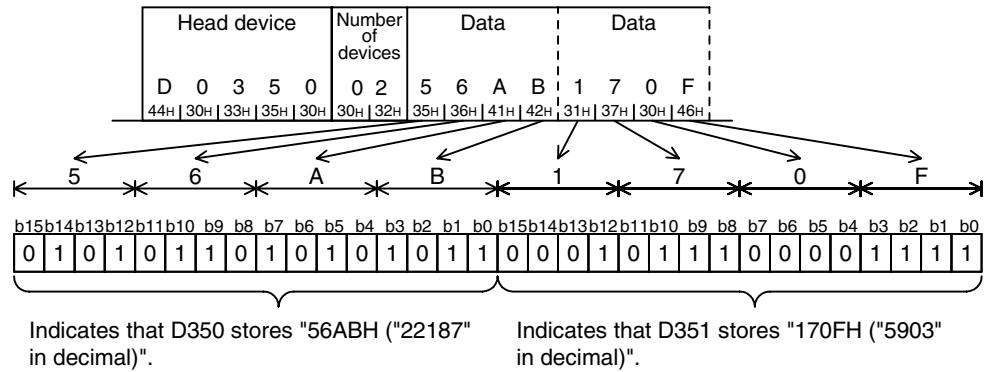 Head device
Number of devices
Data
Data
D 0 3 5 0 0 2 5 6 A B 1 7 0 F
44H 30H 33H 35H 30H 30H 32H 35H 36H 41H 42H 31H 37H 30H 46H
5 6 A B 1 7 0 F
b15 b14 b13 b12 b11 b10 b9 b8 b7 b6 b5 b4 b3 b2 b1 b0 b15 b14 b13 b12 b11 b10 b9 b8 b7 b6 b5 b4 b3 b2 b1 b0
0 1 0 1 0 1 1 0 1 0 1 0 1 0 1 1 0 0 0 1 0 1 1 1 0 0 0 0 1 1 1 1
Indicates that D350 stores "56ABH ("22187"
in decimal)".
Indicates that D351 stores "170FH ("5903"
in decimal)".